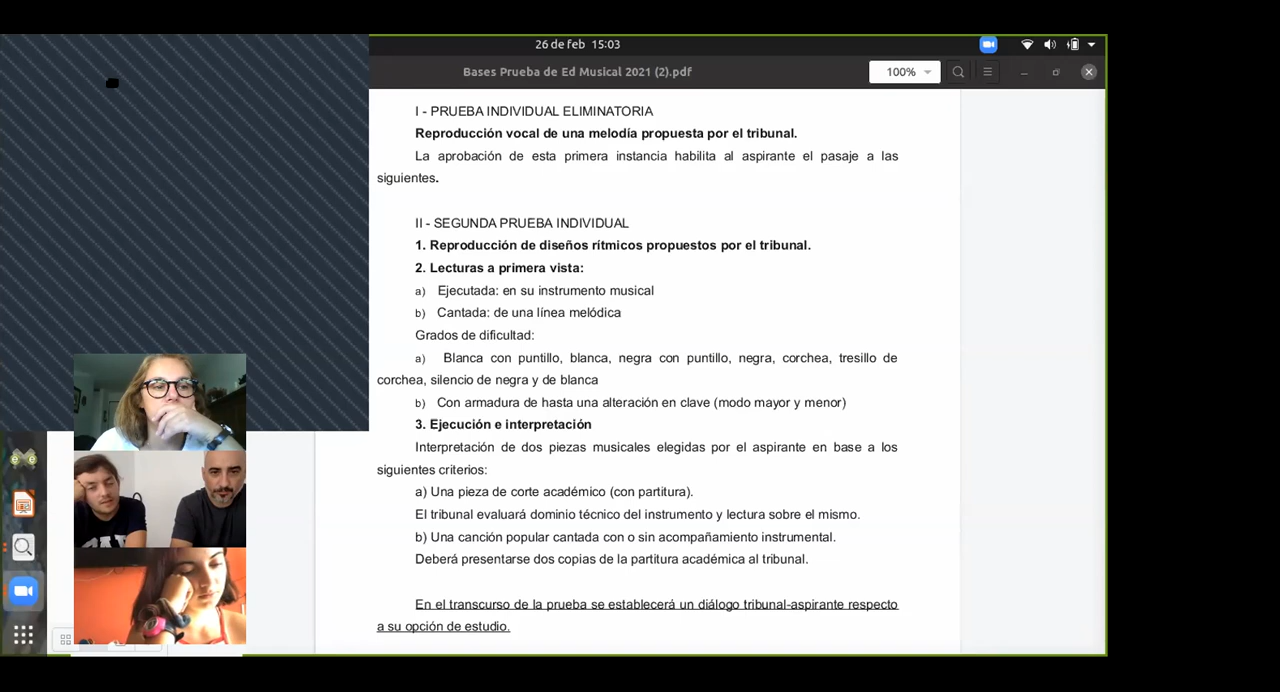 26 de feb 15:03
Bases Prueba de Ed Musical 2021 (2).pdf
100%
I - PRUEBA INDIVIDUAL ELIMINATORIA
Reproducción vocal de una melodía propuesta por el tribunal.
La aprobación de esta primera instancia habilita al aspirante el pasaje a las
siguientes.
II - SEGUNDA PRUEBA INDIVIDUAL
1. Reproducción de diseños rítmicos propuestos por el tribunal.
2. Lecturas a primera vista:
a) Ejecutada: en su instrumento musical
b) Cantada: de una línea melódica
Grados de dificultad:
a) Blanca con puntillo, blanca, negra con puntillo, negra, corchea, tresillo de
corchea, silencio de negra y de blanca
b) Con armadura de hasta una alteración en clave (modo mayor y menor)
3. Ejecución e interpretación
Interpretación de dos piezas musicales elegidas por el aspirante en base a los
siguientes criterios:
a) Una pieza de corte académico (con partitura).
El tribunal evaluará dominio técnico del instrumento y lectura sobre el mismo.
b) Una canción popular cantada con o sin acompañamiento instrumental.
Deberá presentarse dos copias de la partitura académica al tribunal.
En el transcurso de la prueba se establecerá un diálogo tribunal-aspirante respecto
a su opción de estudio.